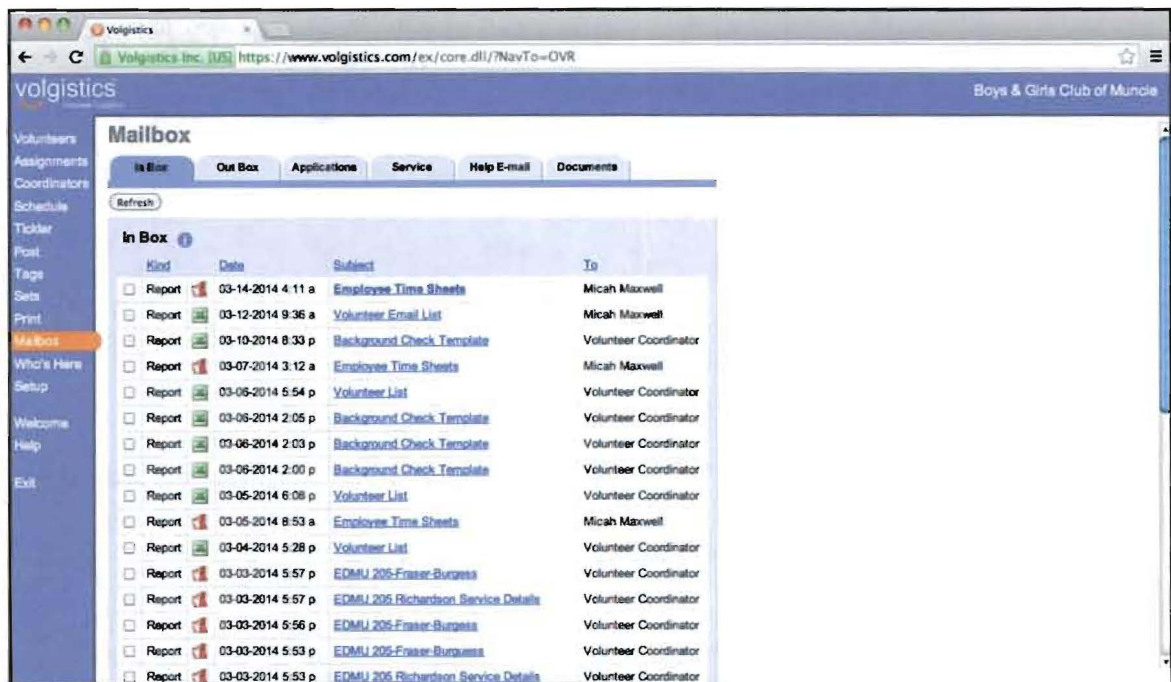 Volgistics
Volgistics Inc. [US] https://www.volgistics.com/ex/core.dll/?NavTo=OVR
volgistics
Boys & Girls Club of Muncie
Volunteers
Assignments
Coordinators
Schedule
Tickler
Post
Tags
Sets
Print
Mailbox
Who's Here
Setup
Welcome
Help
Exit
Mailbox
In Box Out Box Applications Service Help E-mail Documents
Refresh
In Box
Kind Date Subject To
Report 03-14-2014 4:11 a Employee Time Sheets Micah Maxwell
Report 03-12-2014 9:36 a Volunteer Email List Micah Maxwell
Report 03-10-2014 8:33 p Background Check Template Volunteer Coordinator
Report 03-07-2014 3:12 a Employee Time Sheets Micah Maxwell
Report 03-06-2014 5:54 p Volunteer List Volunteer Coordinator
Report 03-06-2014 2:05 p Background Check Template Volunteer Coordinator
Report 03-06-2014 2:03 p Background Check Template Volunteer Coordinator
Report 03-06-2014 2:00 p Background Check Template Volunteer Coordinator
Report 03-05-2014 6:08 p Volunteer List Volunteer Coordinator
Report 03-05-2014 8:53 a Employee Time Sheets Micah Maxwell
Report 03-04-2014 5:28 p Volunteer List Volunteer Coordinator
Report 03-03-2014 5:57 p EDMU 205-Fraser-Burgess Volunteer Coordinator
Report 03-03-2014 5:57 p EDMU 205 Richardson Service Details Volunteer Coordinator
Report 03-03-2014 5:56 p EDMU 205-Fraser-Burgess Volunteer Coordinator
Report 03-03-2014 5:53 p EDMU 205-Fraser-Burguess Volunteer Coordinator
Report 03-03-2014 5:53 p EDMU 205 Richardson Service Details Volunteer Coordinator